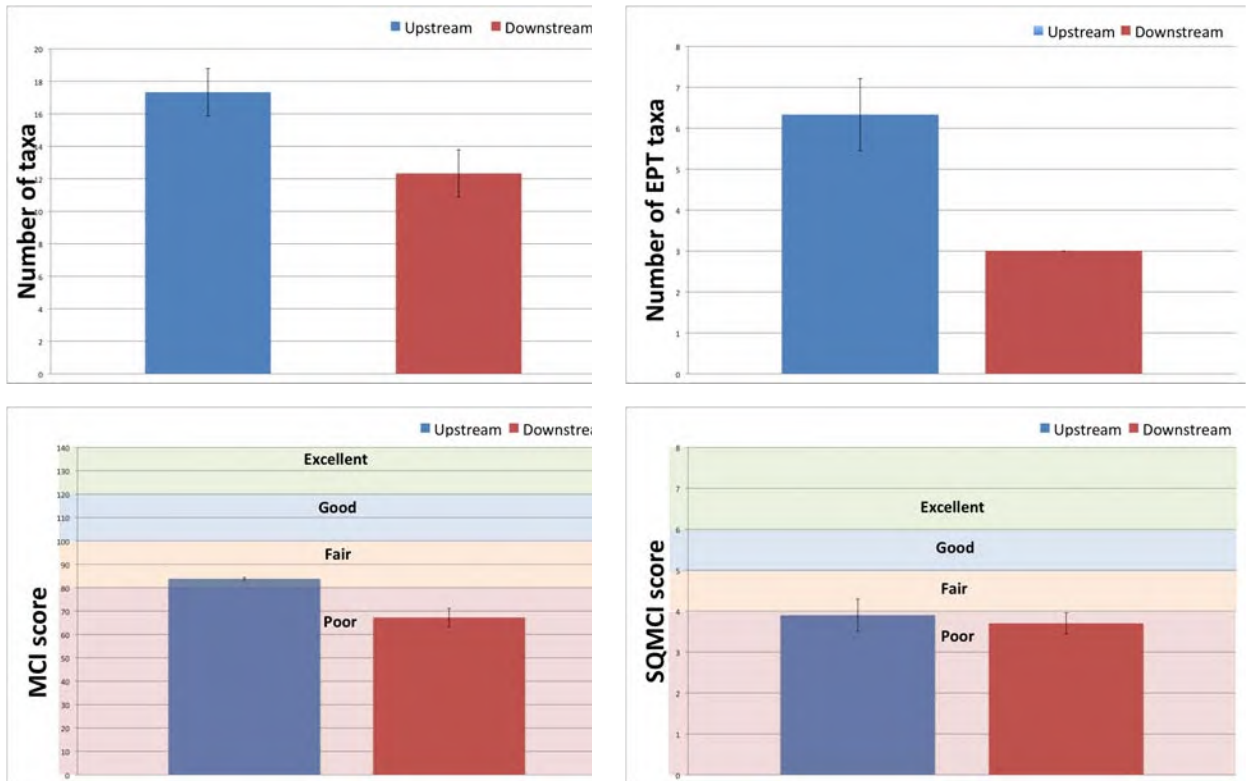 Upstream Downstream
20
18
16
14
12
10
8
6
4
2
0
Number of taxa
Upstream Downstream
8
7
6
5
4
3
2
1
0
Number of EPT taxa
Upstream Downstrea
140
130
120
110
100
90
80
70
60
50
40
30
20
10
0
MCI score
Excellent
Good
Fair
Poor
Upstream Downstream
8
7
6
5
4
3
2
1
0
SQMCI score
Excellent
Good
Fair
Poor